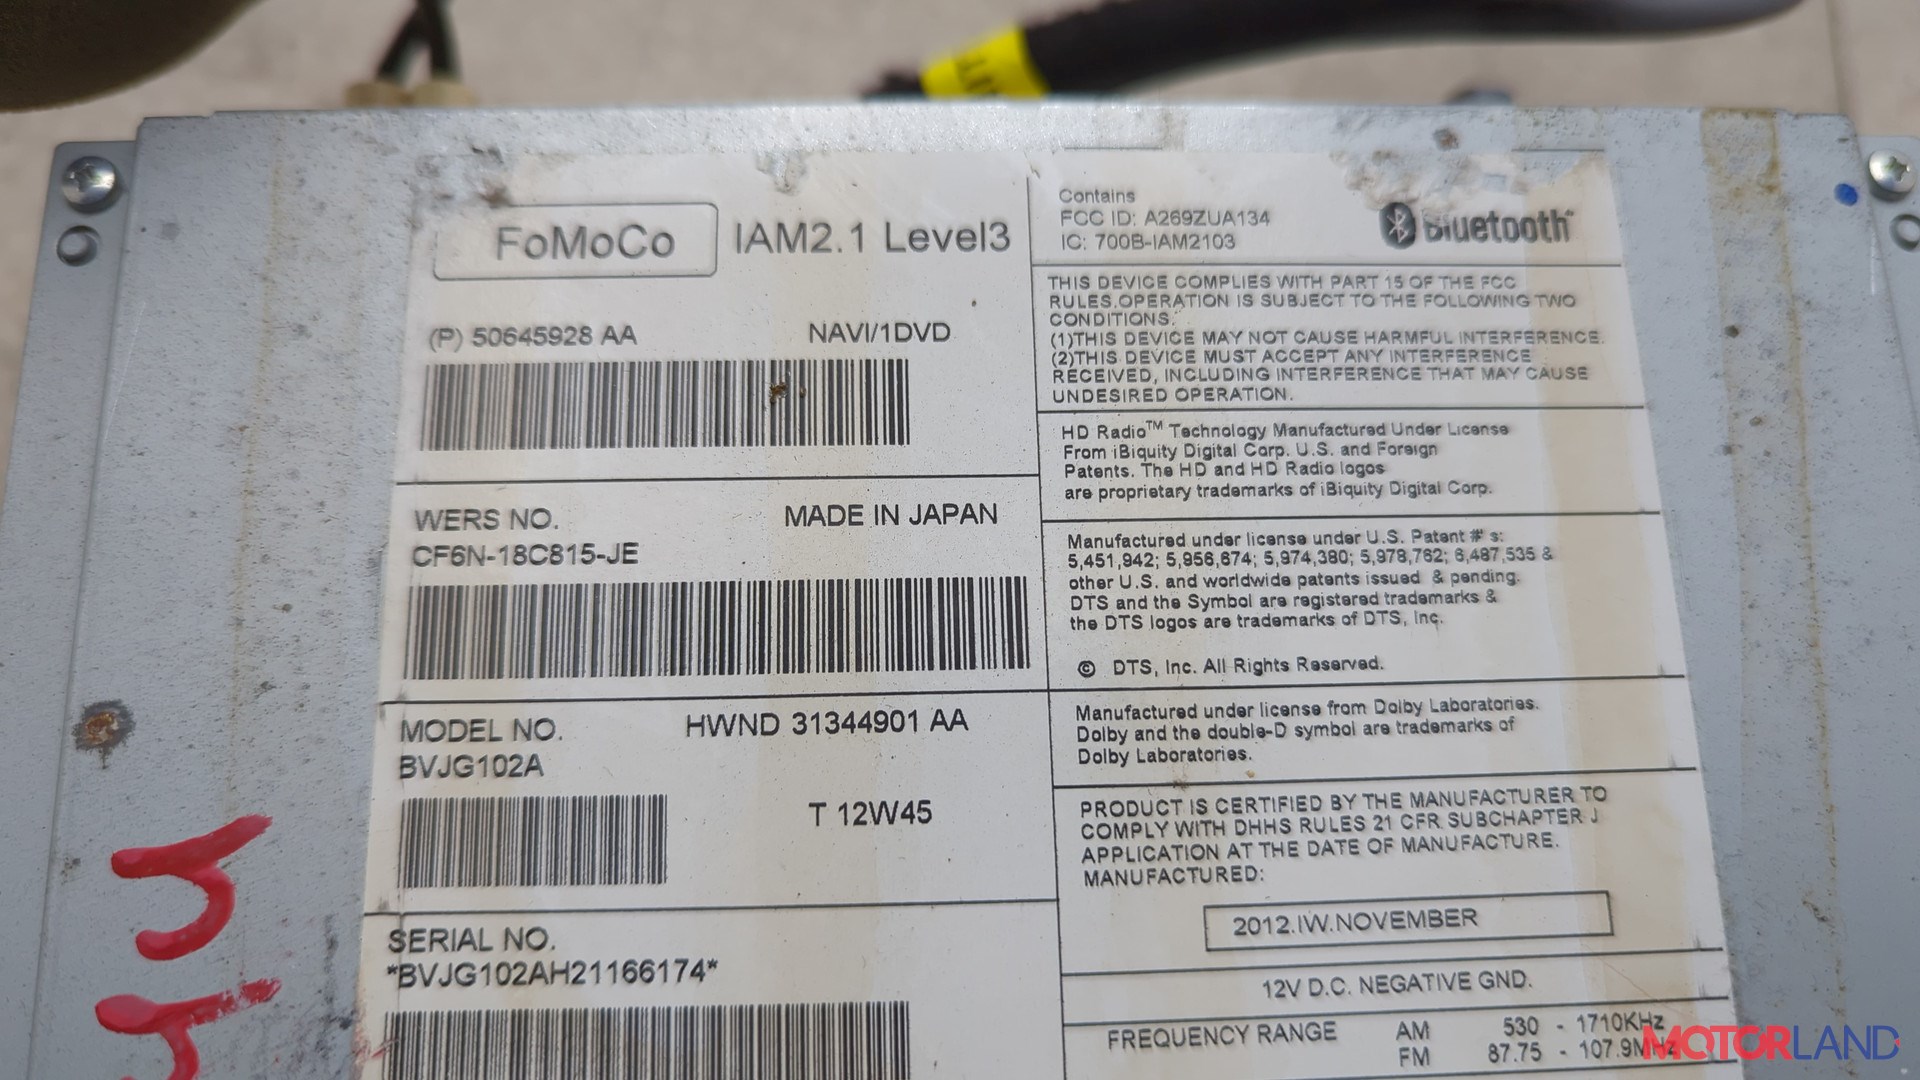 FoMoCo
IAM2.1 Level3
(P) 50645928 AA
NAVI/1DVD
WERS NO.
MADE IN JAPAN
CF6N-18C815-JE
MODEL NO.
HWND 31344901 AA
BVJG102A
T 12W45
SERIAL NO.
*BVJG102AH21166174*
Contains
FCC ID: A269ZUA134
IC: 700B-IAM2103
Bluetooth
THIS DEVICE COMPLIES WITH PART 15 OF THE FCC
RULES.OPERATION IS SUBJECT TO THE FOLLOWING TWO
CONDITIONS.
(1)THIS DEVICE MAY NOT CAUSE HARMFUL INTERFERENCE.
(2)THIS DEVICE MUST ACCEPT ANY INTERFERENCE
RECEIVED, INCLUDING INTERFERENCE THAT MAY CAUSE
UNDESIRED OPERATION.
HD Radio™ Technology Manufactured Under License
From iBiquity Digital Corp. U.S. and Foreign
Patents. The HD and HD Radio logos
are proprietary trademarks of iBiquity Digital Corp.
Manufactured under license under U.S. Patent #'s:
5,451,942; 5,956,674; 5,974,380; 5,978,762; 6,487,535 &
other U.S. and worldwide patents issued & pending.
DTS and the Symbol are registered trademarks &
the DTS logos are trademarks of DTS, Inc.
© DTS, Inc. All Rights Reserved.
Manufactured under license from Dolby Laboratories.
Dolby and the double-D symbol are trademarks of
Dolby Laboratories.
PRODUCT IS CERTIFIED BY THE MANUFACTURER TO
COMPLY WITH DHHS RULES 21 CFR SUBCHAPTER J
APPLICATION AT THE DATE OF MANUFACTURE.
MANUFACTURED:
2012.IW.NOVEMBER
12V D.C. NEGATIVE GND.
FREQUENCY RANGE AM 530 - 1710KHz
FM 87.75 - 107.9MHz
MOTORLAND